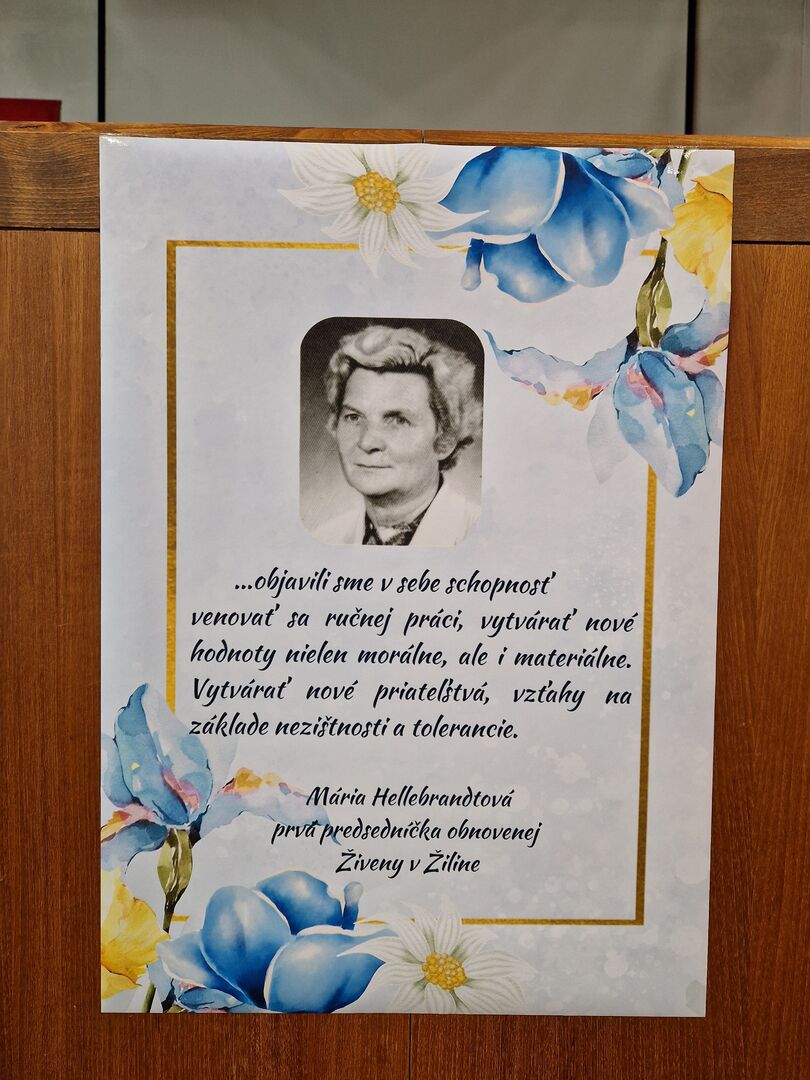 ...objavili sme v sebe schopnosť
venovať sa ručnej práci, vytvárať nové
hodnoty nielen morálne, ale i materiálne.
Vytvárať nové priateľstvá, vzťahy na
základe nezištnosti a tolerancie.
Mária Hellebrandtová
prvá predsedníčka obnovenej
Živeny v Žiline